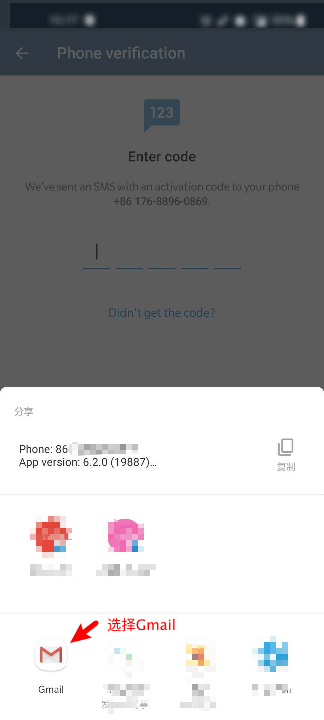 Phone verification
123
Enter code
We've sent an SMS with an activation code to your phone
+86 176-8896-0869.
Didn't get the code?
分享
Phone: 86
App version: 6.2.0 (19887)...
复制
选择Gmail
Gmail